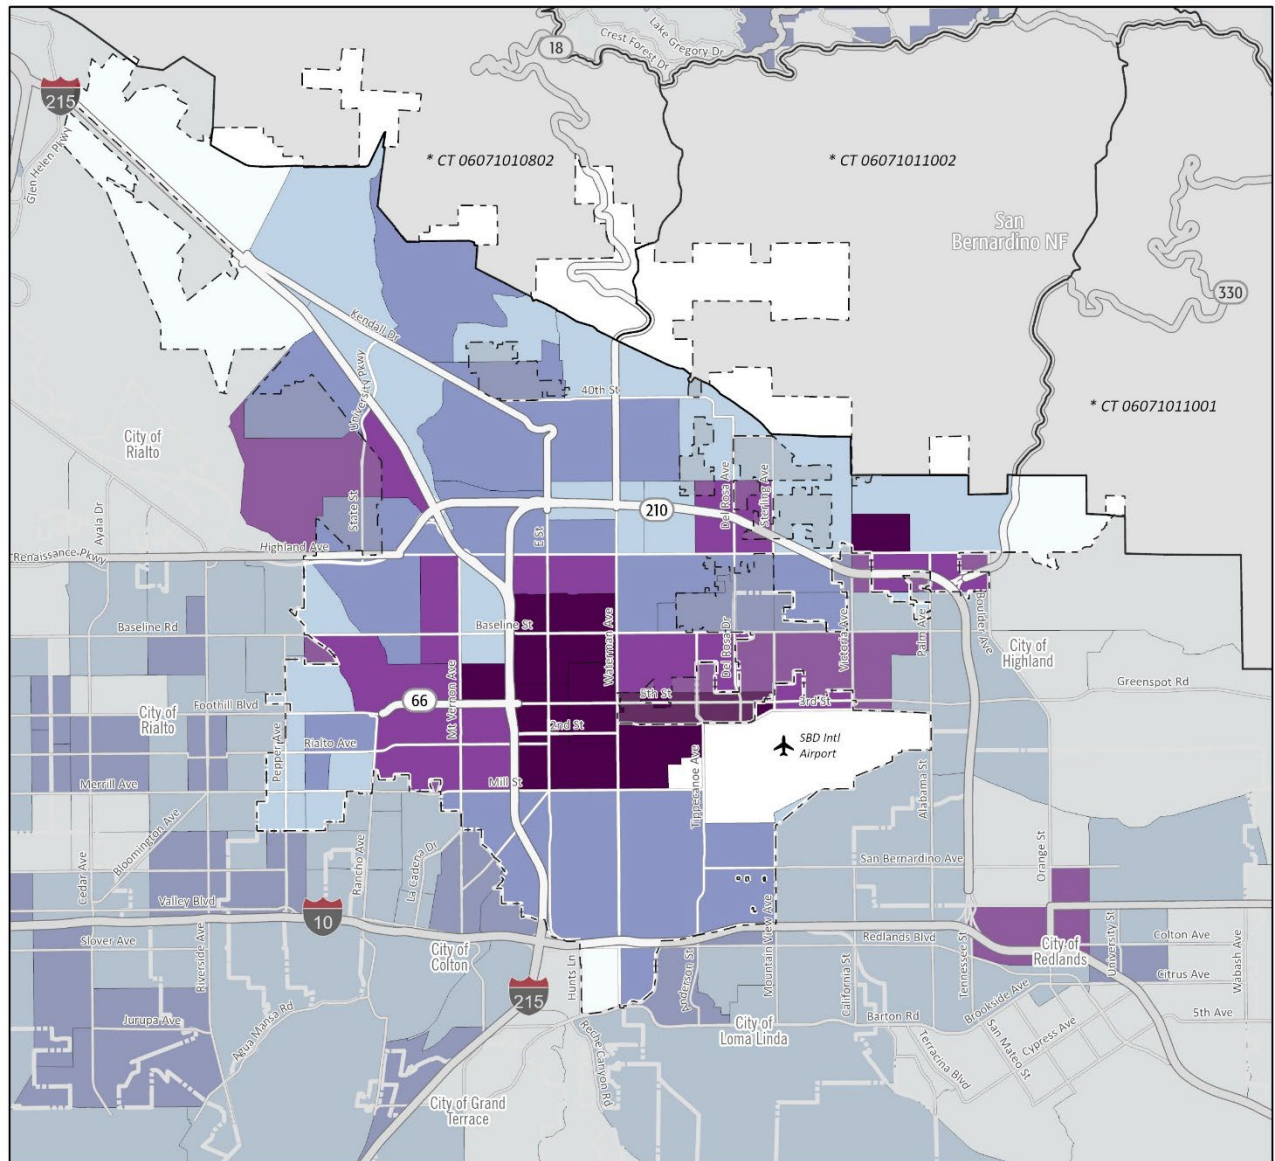 Lake Gregory Dr
Crest Forest Dr
18
215
Glen Helen Pkwy
* CT 06071010802
* CT 06071011002
San
Bernardino NF
330
Kendall Dr
University Pkwy
40th St
* CT 06071011001
City of
Rialto
Ayala Dr
State St
Del Rosa Ave
Sterling Ave
210
E St
Highland Ave
Renaissance Pkwy
Baseline Rd
Baseline St
Waterman Ave
Del Rosa Dr
Victoria Ave
Palm Ave
Boulder Ave
City of
Highland
Greenspot Rd
Mt Vernon Ave
66
5th St
3rd St
City of
Rialto
Foothill Blvd
Pepper Ave
Rialto Ave
2nd St
SBD Intl
Airport
Merrill Ave
Mill St
Tippecanoe Ave
Alabama St
Bloomington Ave
Cedar Ave
Rancho Ave
La Cadena Dr
San Bernardino Ave
Orange St
Valley Blvd
10
Mountain View Ave
Slover Ave
Riverside Ave
City of
Colton
Hunts Ln
Anderson St
Redlands Blvd
California St
Tennessee St
City of
Redlands
University St
Colton Ave
Citrus Ave
Wabash Ave
215
Jurupa Ave
Agua Mansa Rd
Reche Canyon Rd
City of
Loma Linda
Barton Rd
Brookside Ave
5th Ave
San Mateo St
Cypress Ave
Terracina Blvd
City of Grand
Terrace